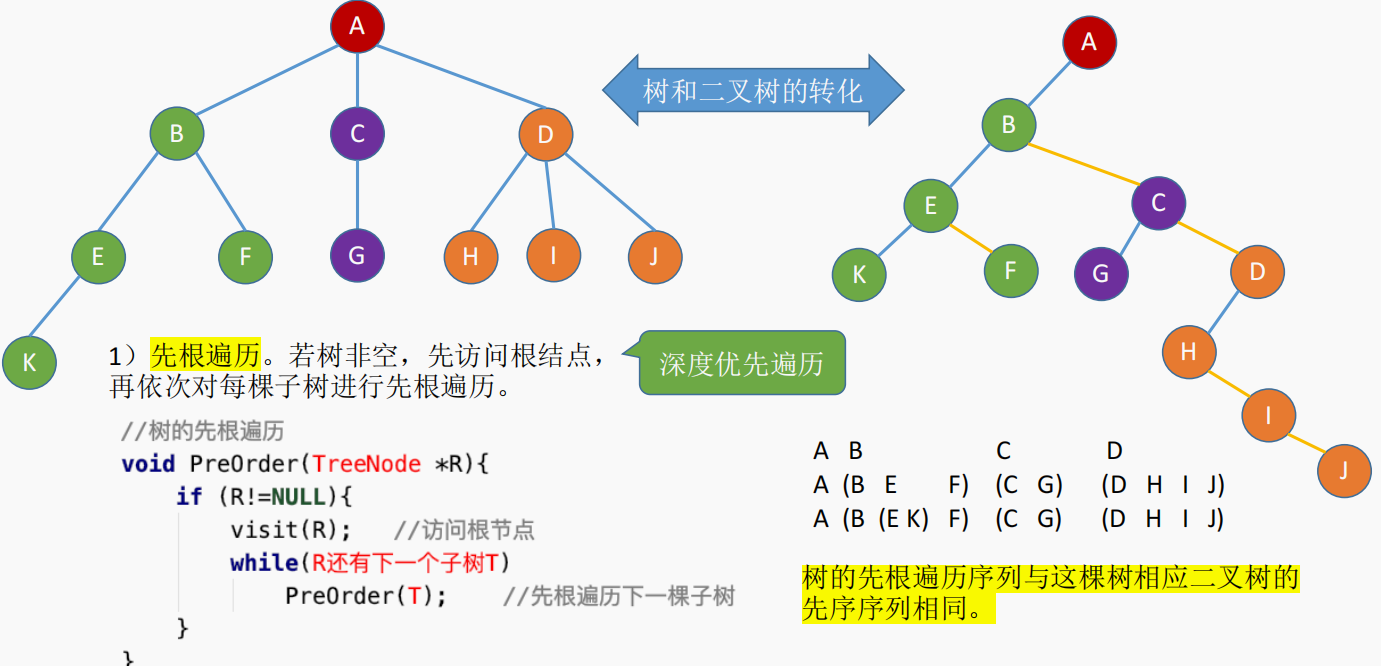 A
B
C
D
E
F
G
H
I
J
K
树和二叉树的转化
A
B
E
C
K
F
G
D
H
I
J
1）先根遍历。若树非空，先访问根结点，
再依次对每棵子树进行先根遍历。
深度优先遍历
//树的先根遍历
void PreOrder(TreeNode *R){
if (R!=NULL){
visit(R); //访问根节点
while(R还有下一个子树T)
PreOrder(T); //先根遍历下一棵子树
}
}
A B C D
A (B E F) (C G) (D H I J)
A (B (E K) F) (C G) (D H I J)
树的先根遍历序列与这棵树相应二叉树的
先序序列相同。